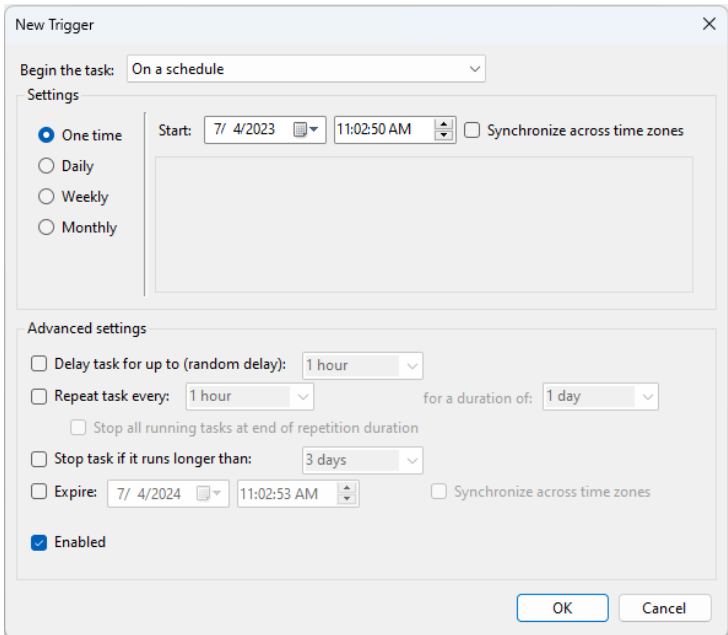 New Trigger
Begin the task: On a schedule
Settings
One time
Start: 7/ 4/2023 11:02:50 AM Synchronize across time zones
Daily
Weekly
Monthly
Advanced settings
Delay task for up to (random delay): 1 hour
Repeat task every: 1 hour for a duration of: 1 day
Stop all running tasks at end of repetition duration
Stop task if it runs longer than: 3 days
Expire: 7/ 4/2024 11:02:53 AM Synchronize across time zones
Enabled
OK Cancel